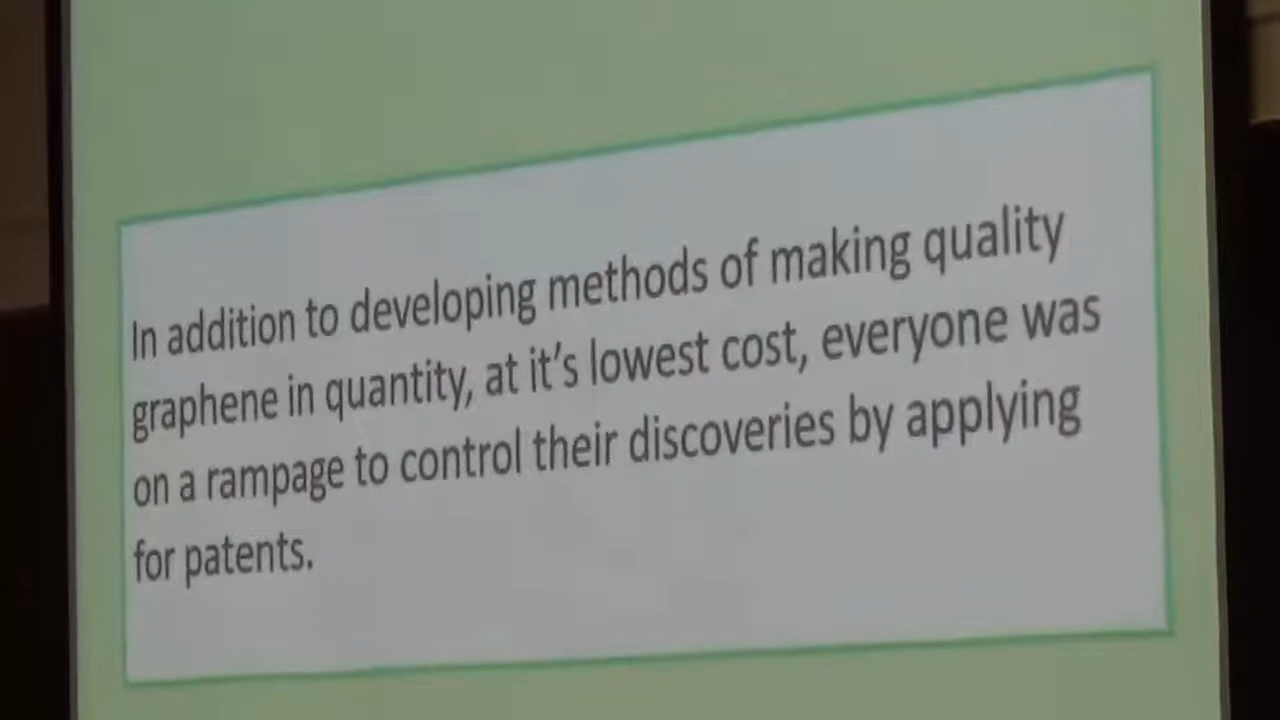 In addition to developing methods of making quality
graphene in quantity, at it's lowest cost, everyone was
on a rampage to control their discoveries by applying
for patents.